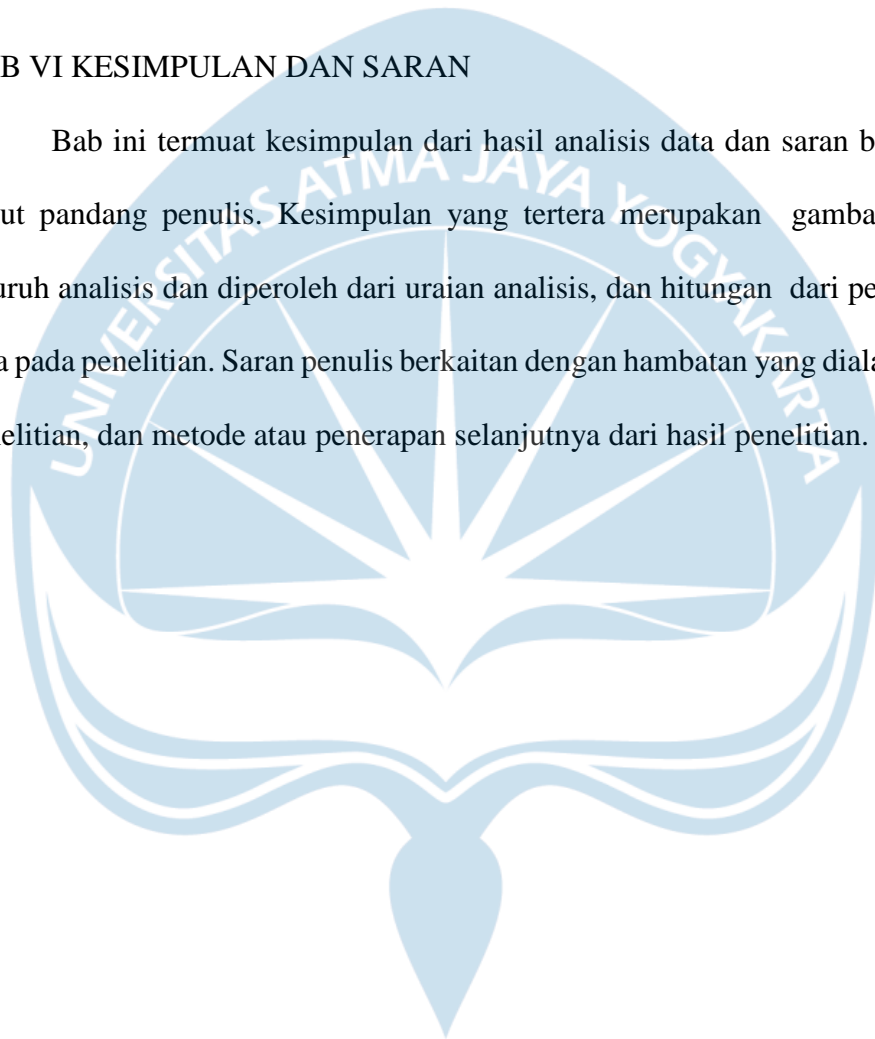 B VI KESIMPULAN DAN SARAN
Bab ini termuat kesimpulan dari hasil analisis data dan saran b
ut pandang penulis. Kesimpulan yang tertera merupakan gamba
uruh analisis dan diperoleh dari uraian analisis, dan hitungan dari pe
a pada penelitian. Saran penulis berkaitan dengan hambatan yang diala
elitian, dan metode atau penerapan selanjutnya dari hasil penelitian.
UNIVERSITAS ATMA JAYA YOGYAKARTA